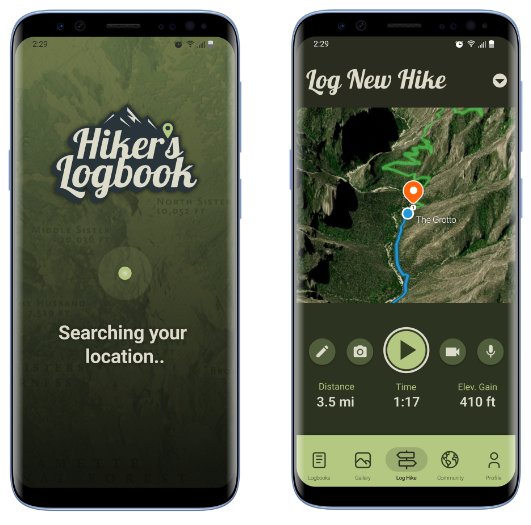 2:29
Hiker's
Logbook
NORTH SISTER
10,085 FT.
MIDDLE SISTER
Searching your
location..
2:29
Log New Hike
1
The Grotto
Distance
Time
Elev. Gain
3.5 mi
1:17
410 ft
Logbooks
Gallery
Log Hike
Community
Profile